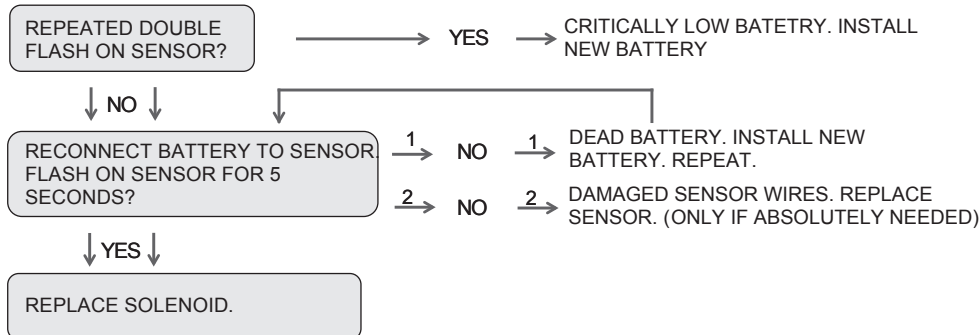 REPEATED DOUBLE
FLASH ON SENSOR?
YES
CRITICALLY LOW BATETRY. INSTALL
NEW BATTERY
NO
RECONNECT BATTERY TO SENSOR.
FLASH ON SENSOR FOR 5
SECONDS?
1
NO
1
DEAD BATTERY. INSTALL NEW
BATTERY. REPEAT.
2
NO
2
DAMAGED SENSOR WIRES. REPLACE
SENSOR. (ONLY IF ABSOLUTELY NEEDED)
YES
REPLACE SOLENOID.